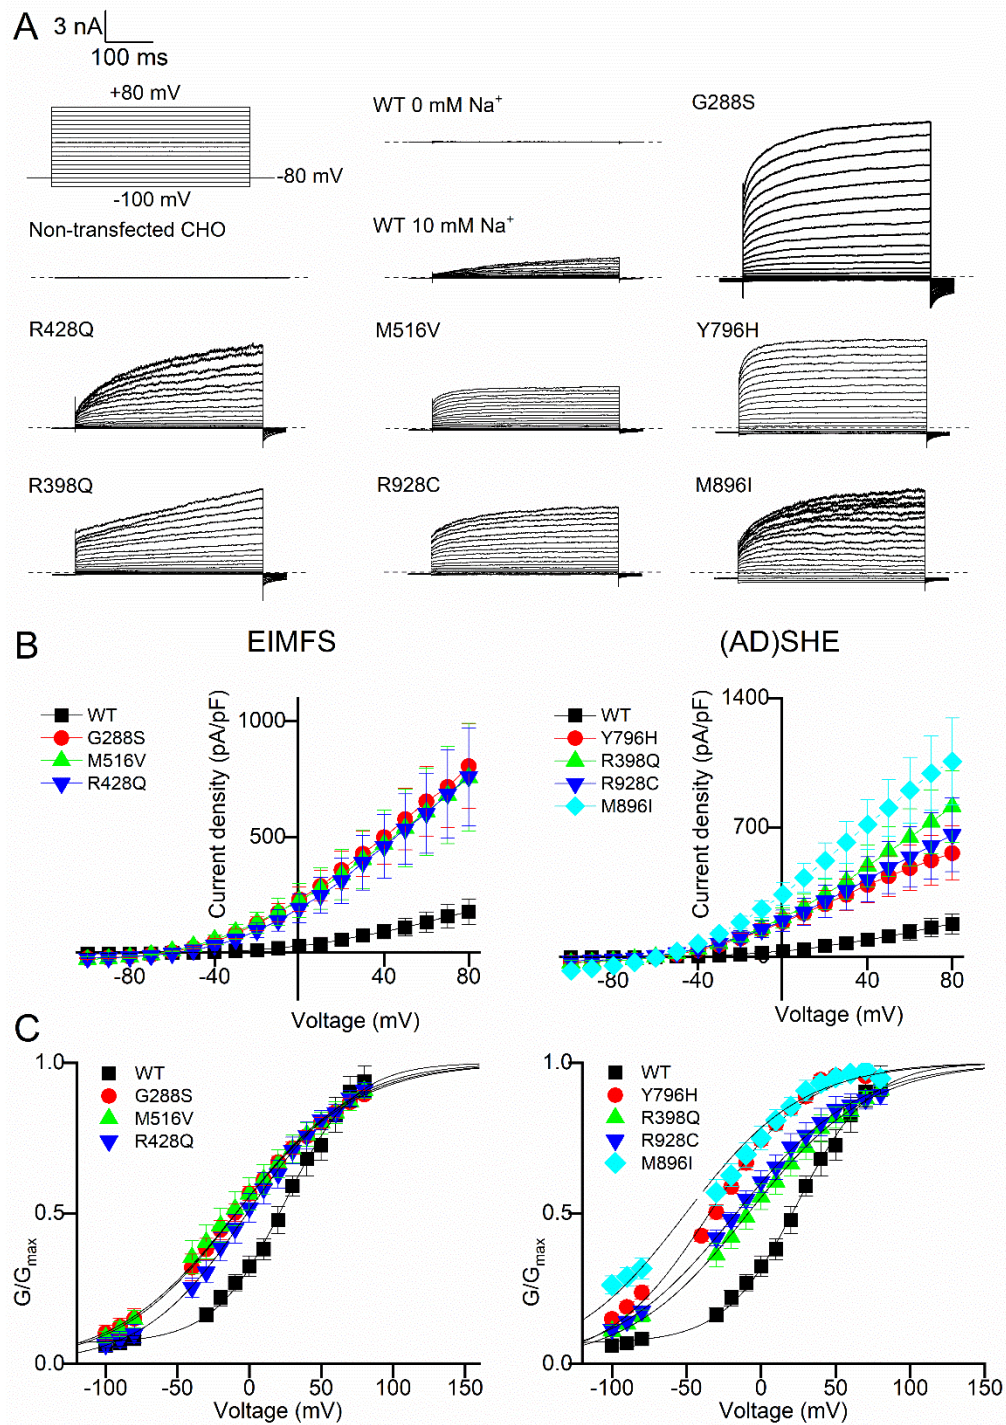 A
3 nA
100 ms
+80 mV
-80 mV
-100 mV
Non-transfected CHO
WT 0 mM Na⁺
WT 10 mM Na⁺
G288S
R428Q
M516V
Y796H
R398Q
R928C
M896I
B
EIMFS
(AD)SHE
WT
G288S
M516V
R428Q
Current density (pA/pF)
1000
500
-80
-40
40
80
Voltage (mV)
WT
Y796H
R398Q
R928C
M896I
Current density (pA/pF)
1400
700
0
-80
-40
40
80
Voltage (mV)
C
WT
G288S
M516V
R428Q
G/Gmax
1.0
0.5
0.0
-100
-50
0
50
100
150
Voltage (mV)
WT
Y796H
R398Q
R928C
M896I
G/Gmax
1.0
0.5
0.0
-100
-50
0
50
100
150
Voltage (mV)